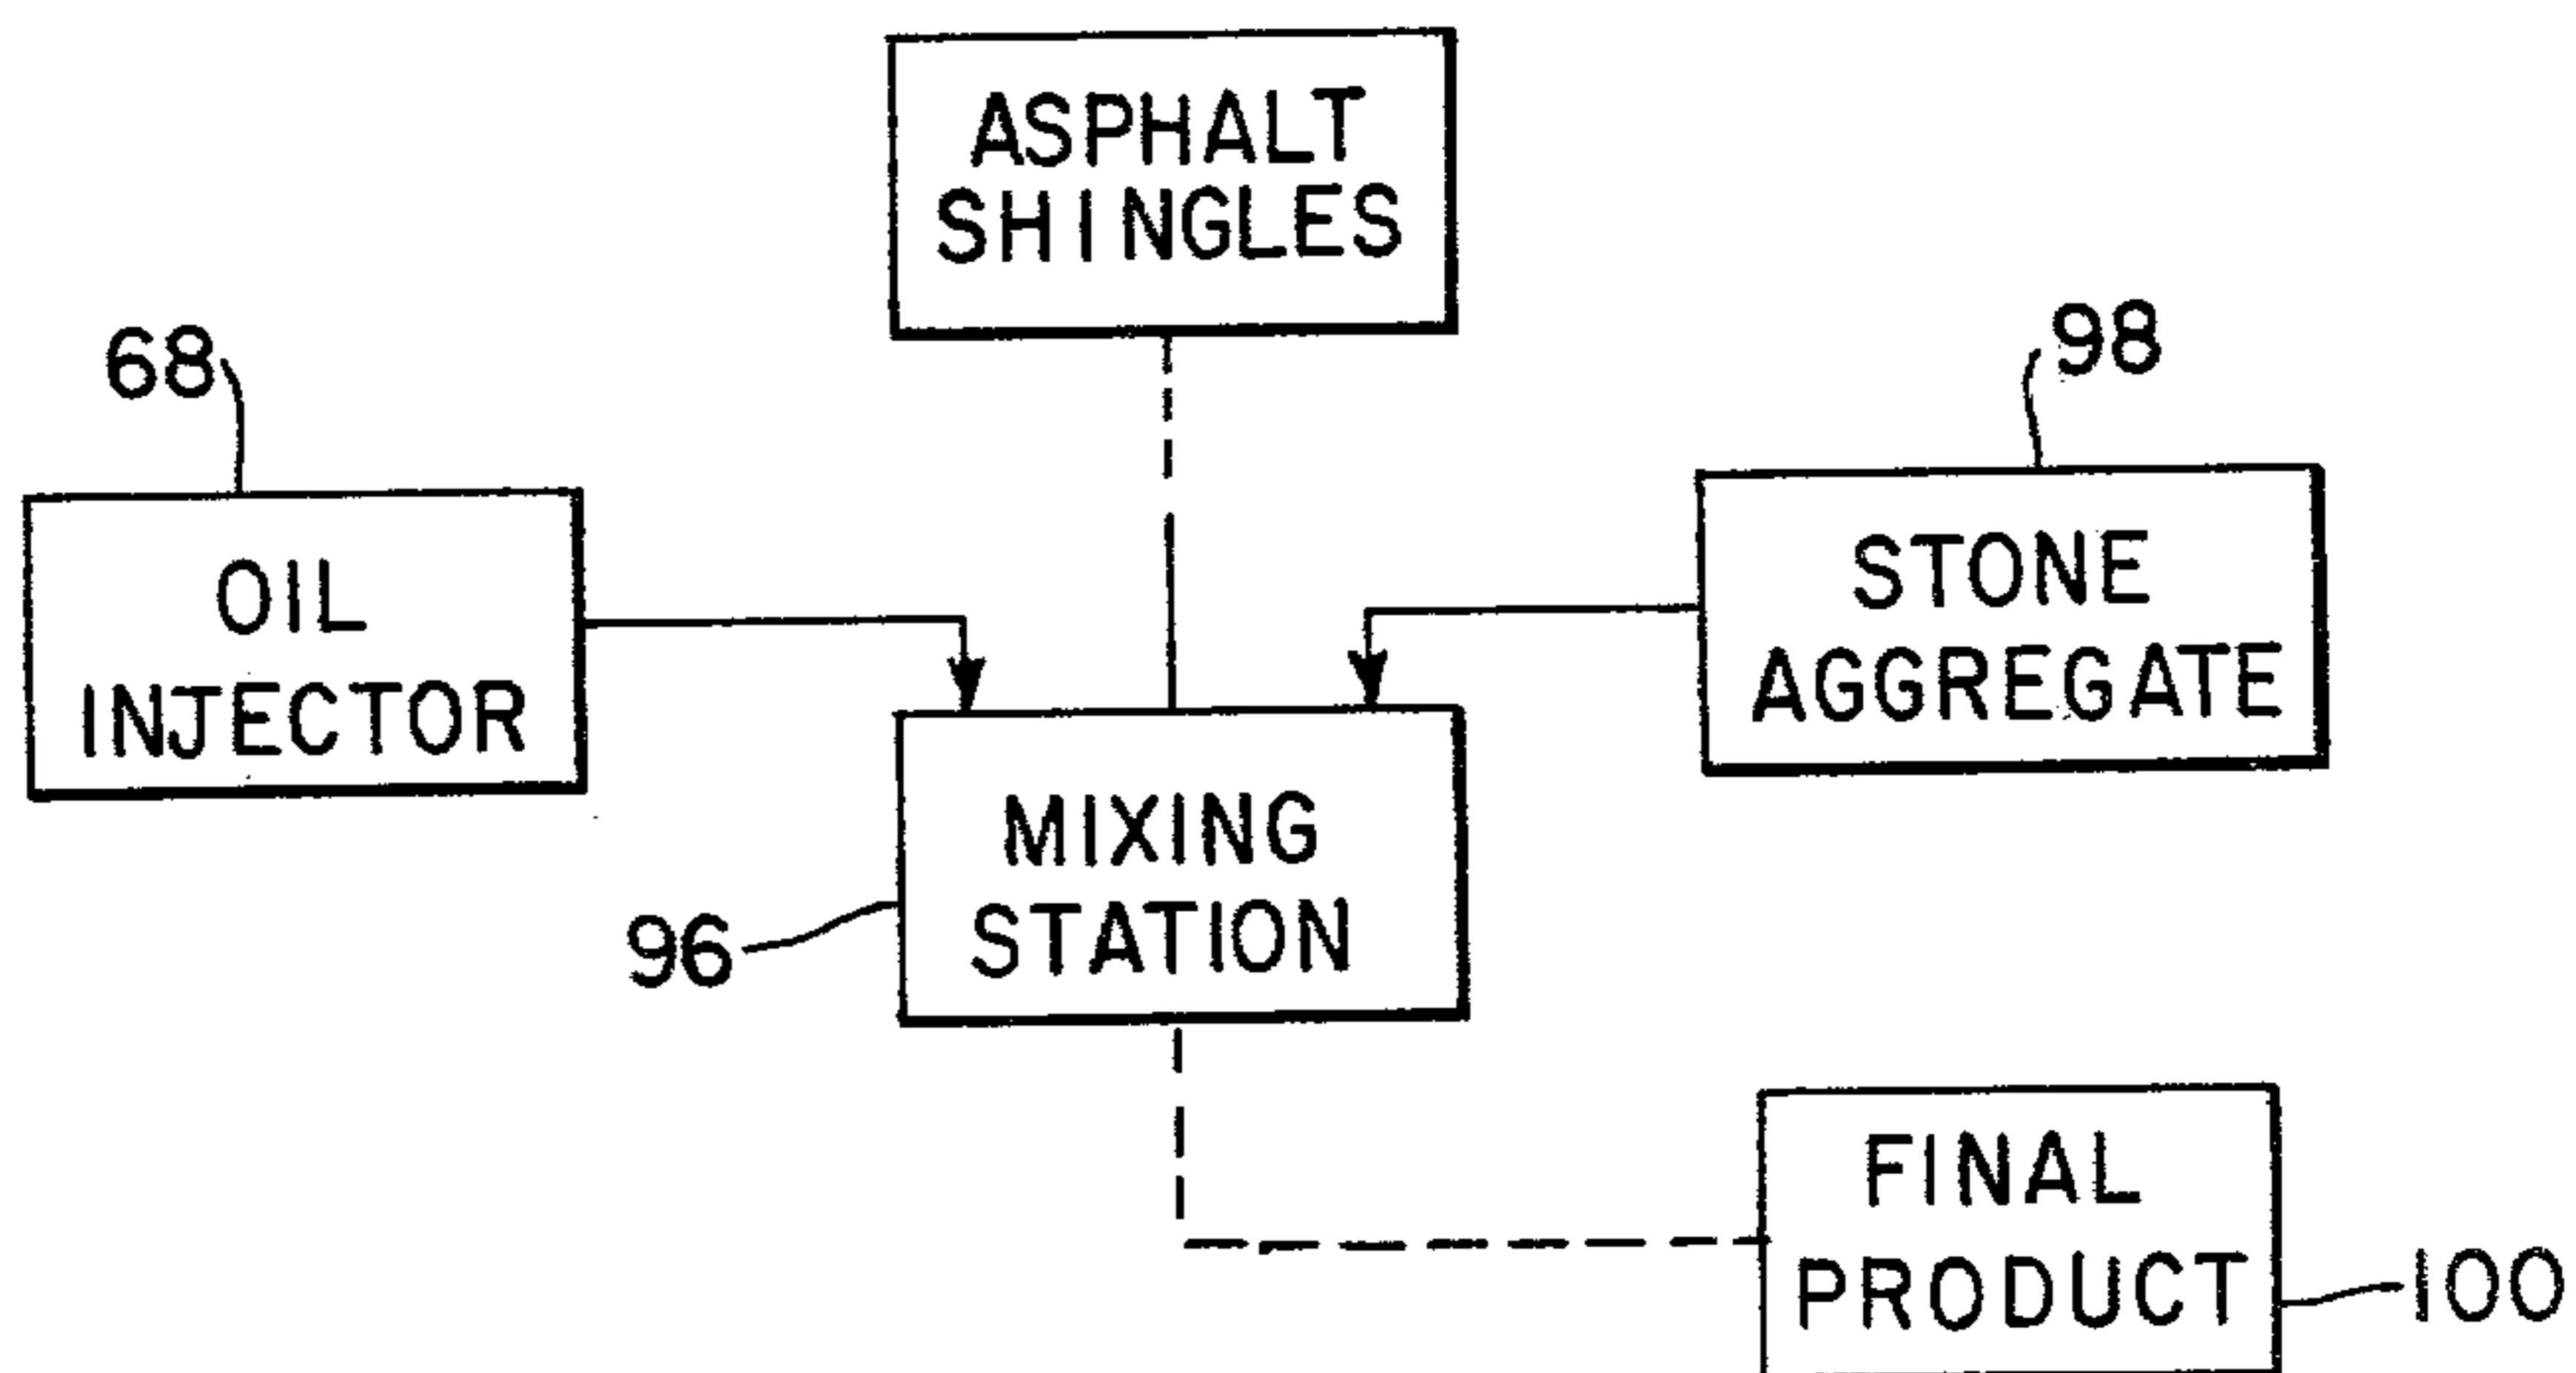 ASPHALT
SHINGLES
68
98
OIL
INJECTOR
STONE
AGGREGATE
MIXING
STATION
96
FINAL
PRODUCT
100